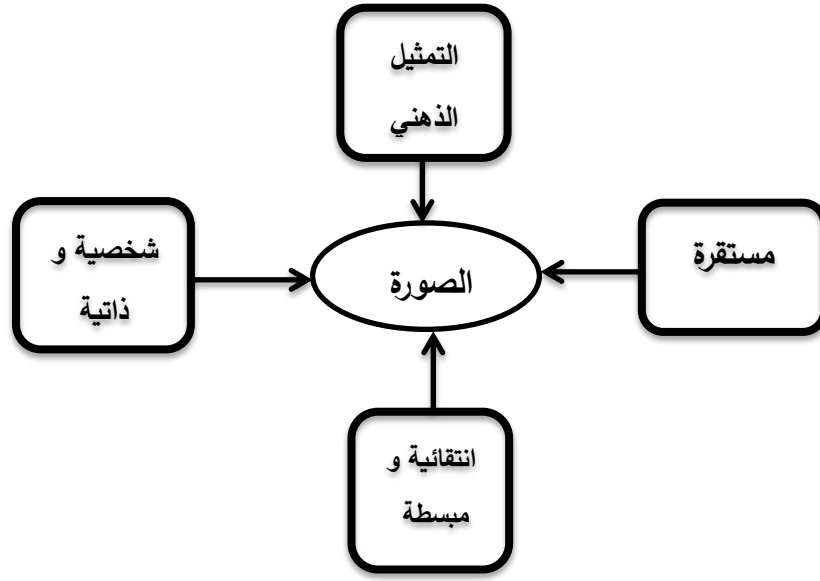 التمثيل
الذهني
مستقرة
الصورة
شخصية و
ذاتية
انتقائية و
مبسطة